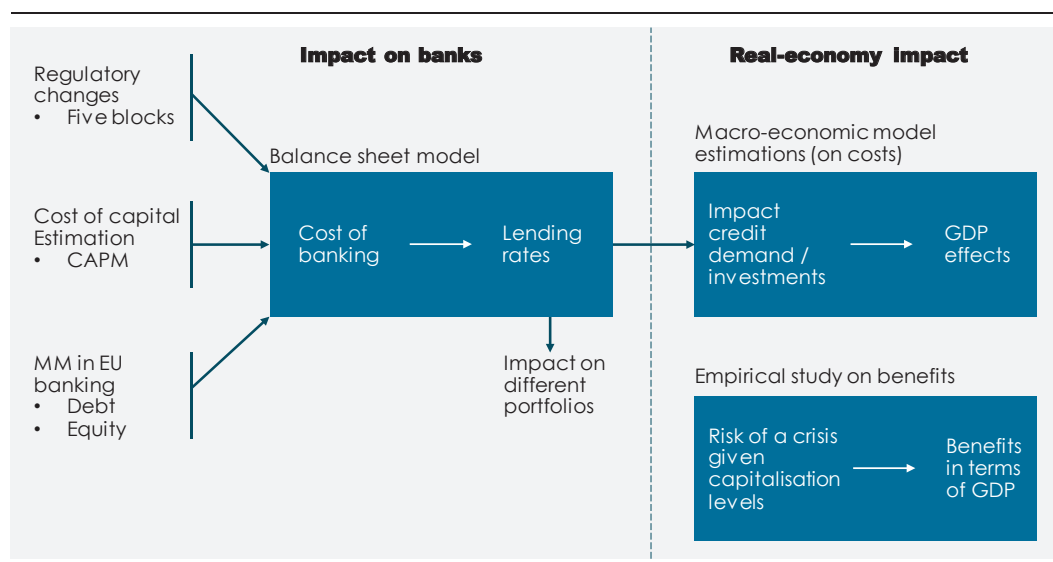 Impact on banks
Real-economy impact
Regulatory
changes
• Five blocks
Balance sheet model
Macro-economic model
estimations (on costs)
Cost of capital
Estimation
• CAPM
Cost of
banking
Lending
rates
Impact
credit
demand /
investments
GDP
effects
MM in EU
banking
• Debt
• Equity
Impact on
different
portfolios
Empirical study on benefits
Risk of a crisis
given
capitalisation
levels
Benefits
in terms
of GDP